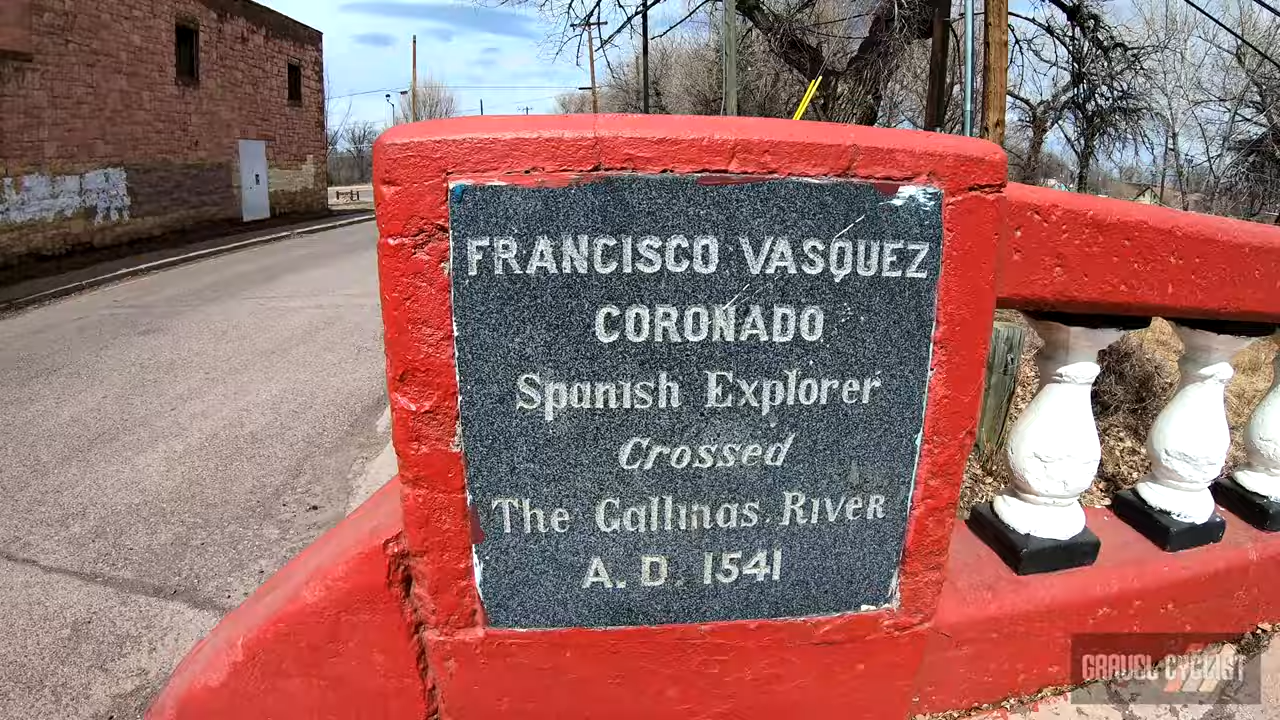 FRANCISCO VASQUEZ
CORONADO
Spanish Explorer
Crossed
The Gallinas River
A. D. 1541
GRAVEL CYCLIST